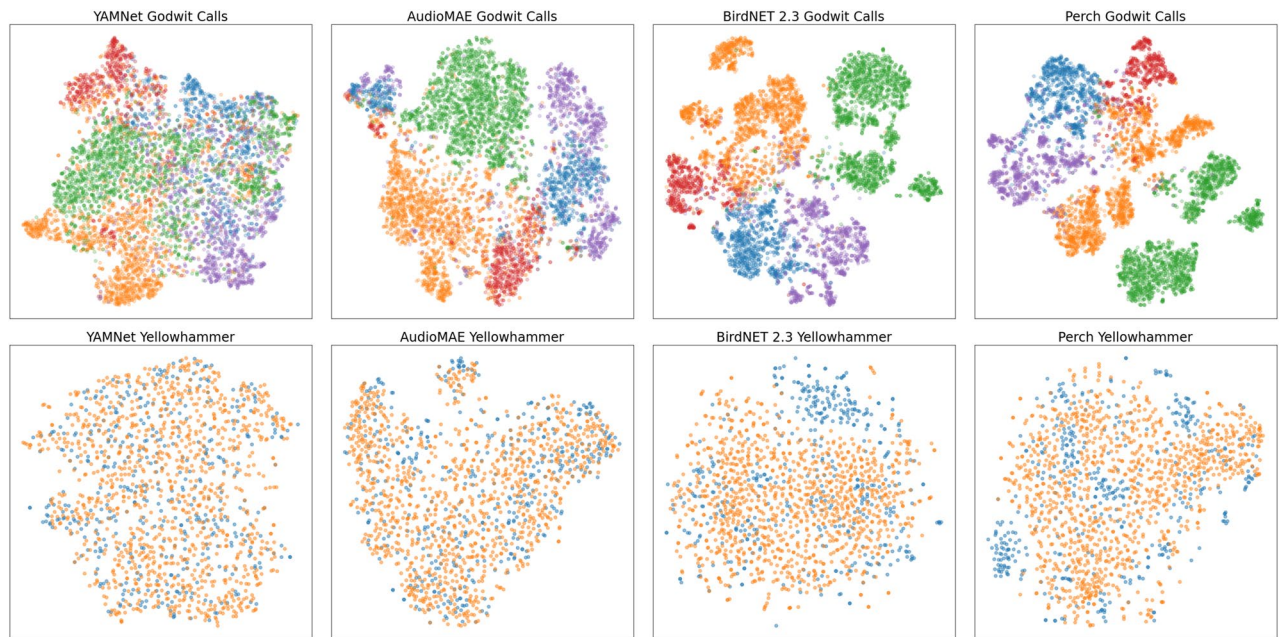 YAMNet Godwit Calls
AudioMAE Godwit Calls
BirdNET 2.3 Godwit Calls
Perch Godwit Calls
YAMNet Yellowhammer
AudioMAE Yellowhammer
BirdNET 2.3 Yellowhammer
Perch Yellowhammer